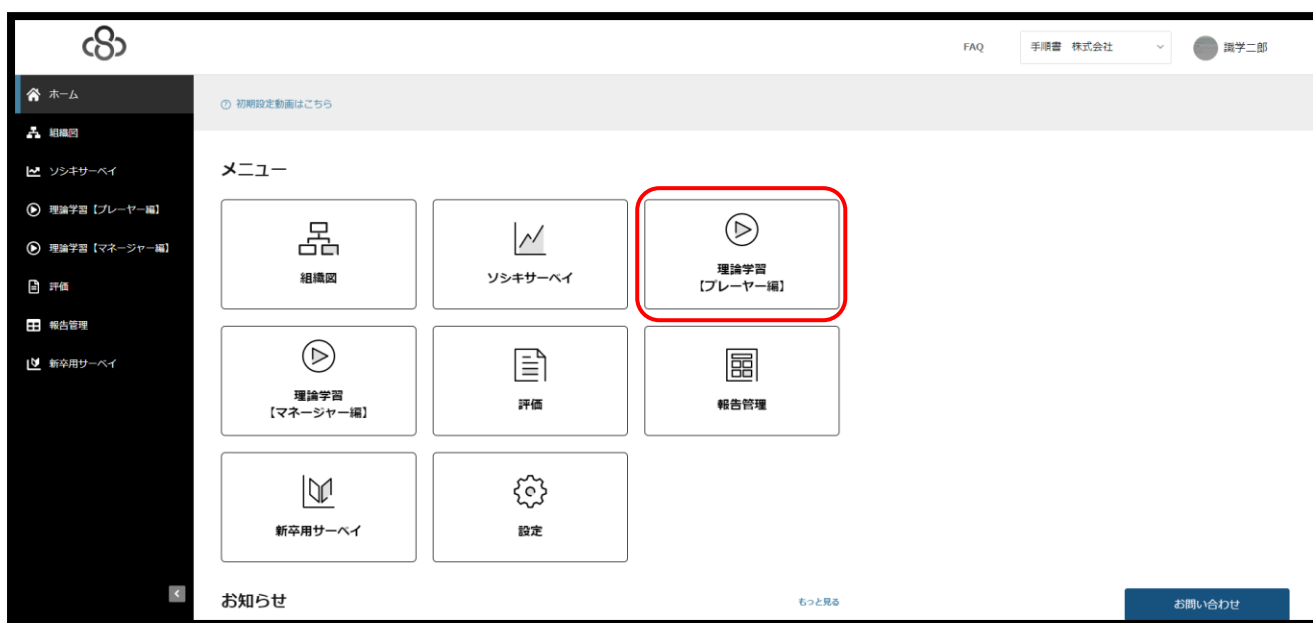 FAQ
手順書 株式会社
識学二郎
ホーム
組織図
ソシキサーベイ
理論学習【プレーヤー編】
理論学習【マネージャー編】
評価
報告管理
新卒用サーベイ
初期設定動画はこちら
メニュー
組織図
ソシキサーベイ
理論学習
【プレーヤー編】
理論学習
【マネージャー編】
評価
報告管理
新卒用サーベイ
設定
お知らせ
もっと見る
お問い合わせ